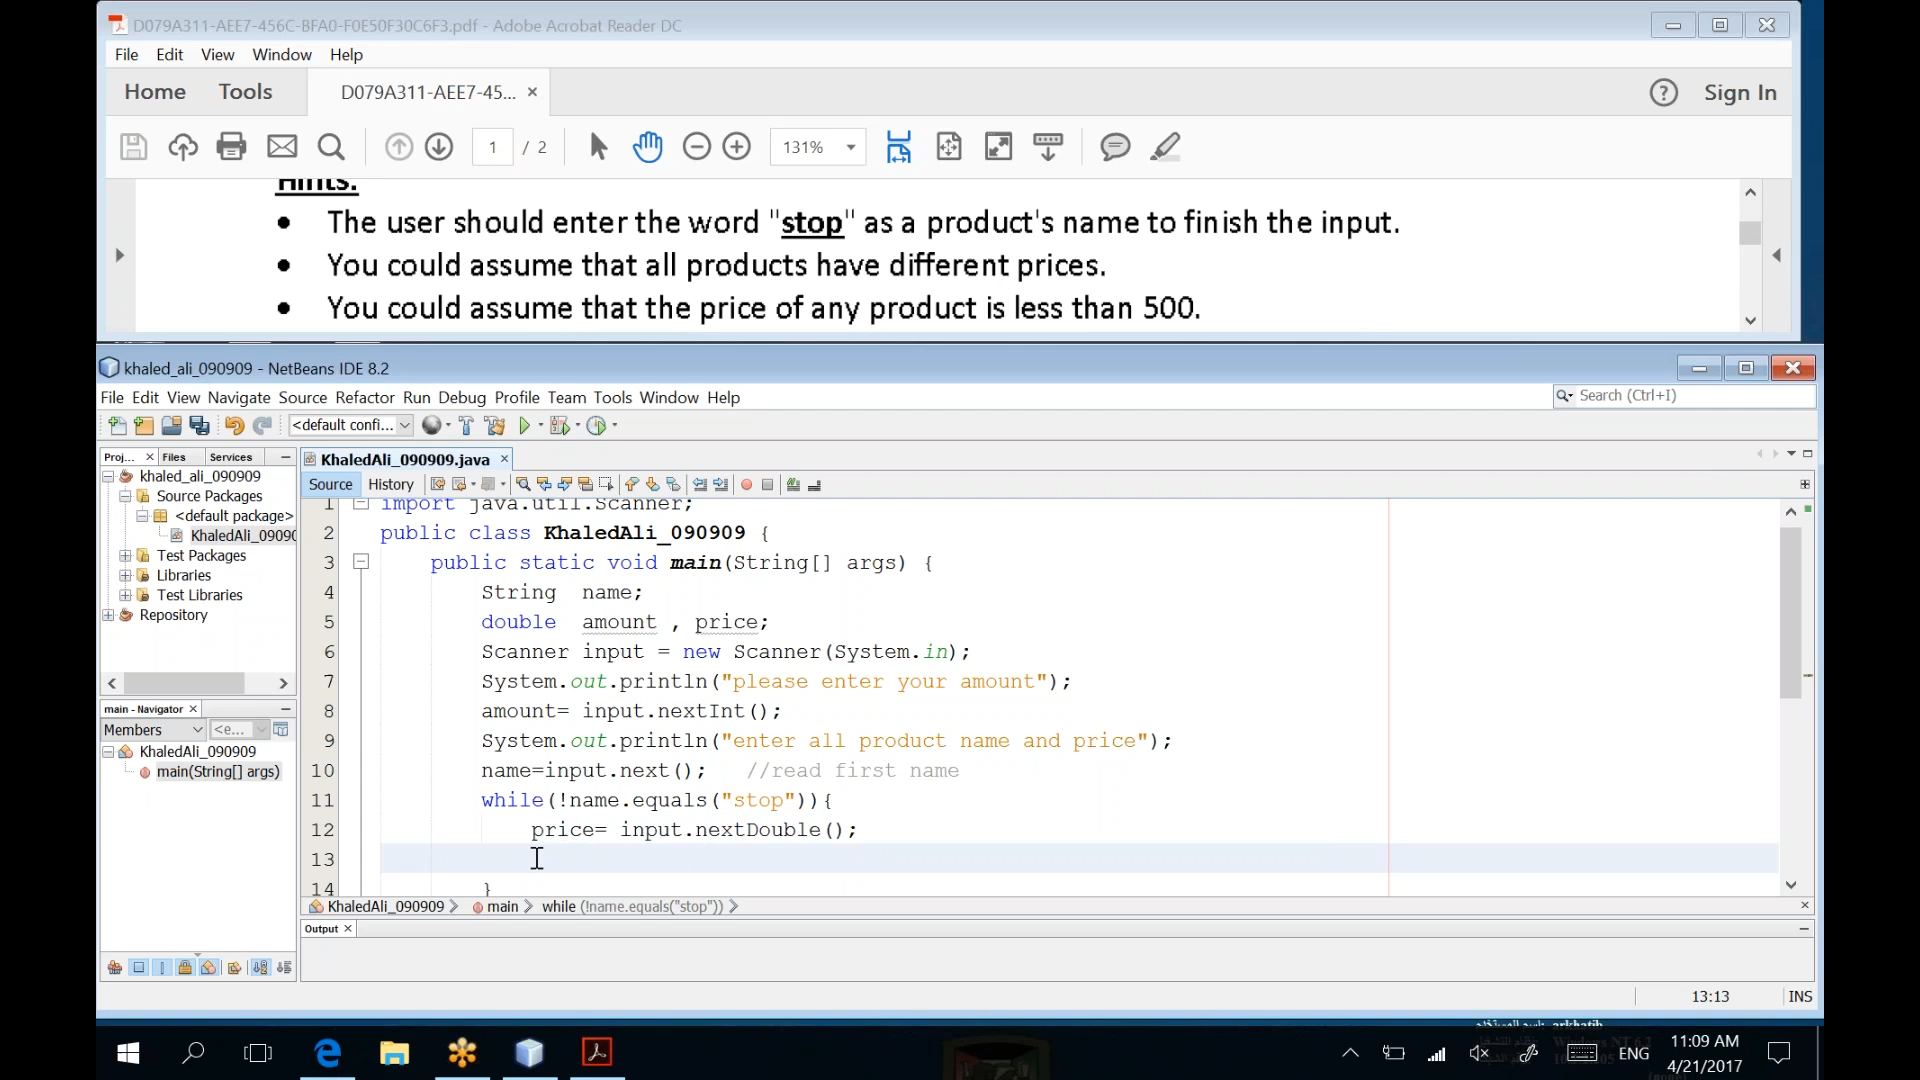 D079A311-AEE7-456C-BFA0-F0E50F30C6F3.pdf - Adobe Acrobat Reader DC
File Edit View Window Help
Home Tools D079A311-AEE7-45... × ? Sign In
1 / 2 131%
Hints:
• The user should enter the word "stop" as a product's name to finish the input.
• You could assume that all products have different prices.
• You could assume that the price of any product is less than 500.
khaled_ali_090909 - NetBeans IDE 8.2
File Edit View Navigate Source Refactor Run Debug Profile Team Tools Window Help
Search (Ctrl+I)
<default confi...
Proj... × Files Services
khaled_ali_090909
Source Packages
<default package>
KhaledAli_0909
Test Packages
Libraries
Test Libraries
Repository
main - Navigator ×
Members <e...
KhaledAli_090909
main(String[] args)
KhaledAli_090909.java ×
Source History
1 import java.util.Scanner;
2 public class KhaledAli_090909 {
3 public static void main(String[] args) {
4 String name;
5 double amount , price;
6 Scanner input = new Scanner(System.in);
7 System.out.println("please enter your amount");
8 amount= input.nextInt();
9 System.out.println("enter all product name and price");
10 name=input.next(); //read first name
11 while(!name.equals("stop")){
12 price= input.nextDouble();
13
14 }
KhaledAli_090909 main while (!name.equals("stop"))
Output ×
13:13 INS
arkhatib
ENG
11:09 AM
4/21/2017